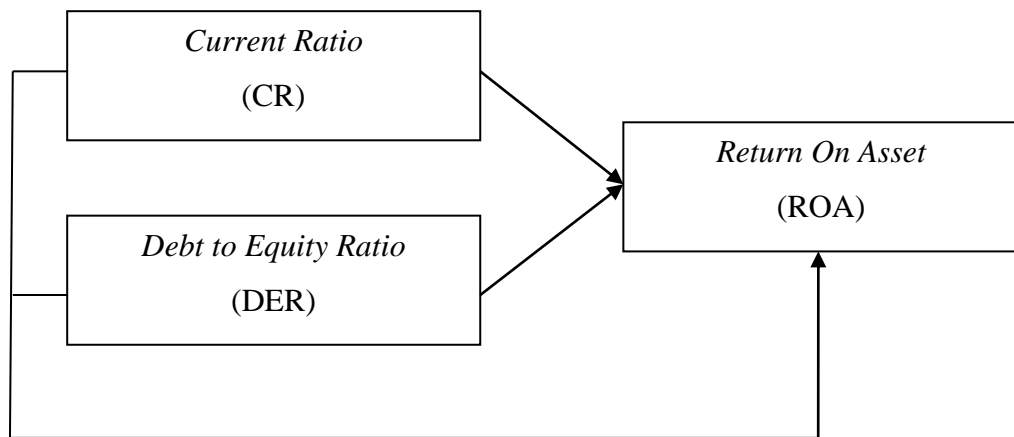 Current Ratio
(CR)
Debt to Equity Ratio
(DER)
Return On Asset
(ROA)